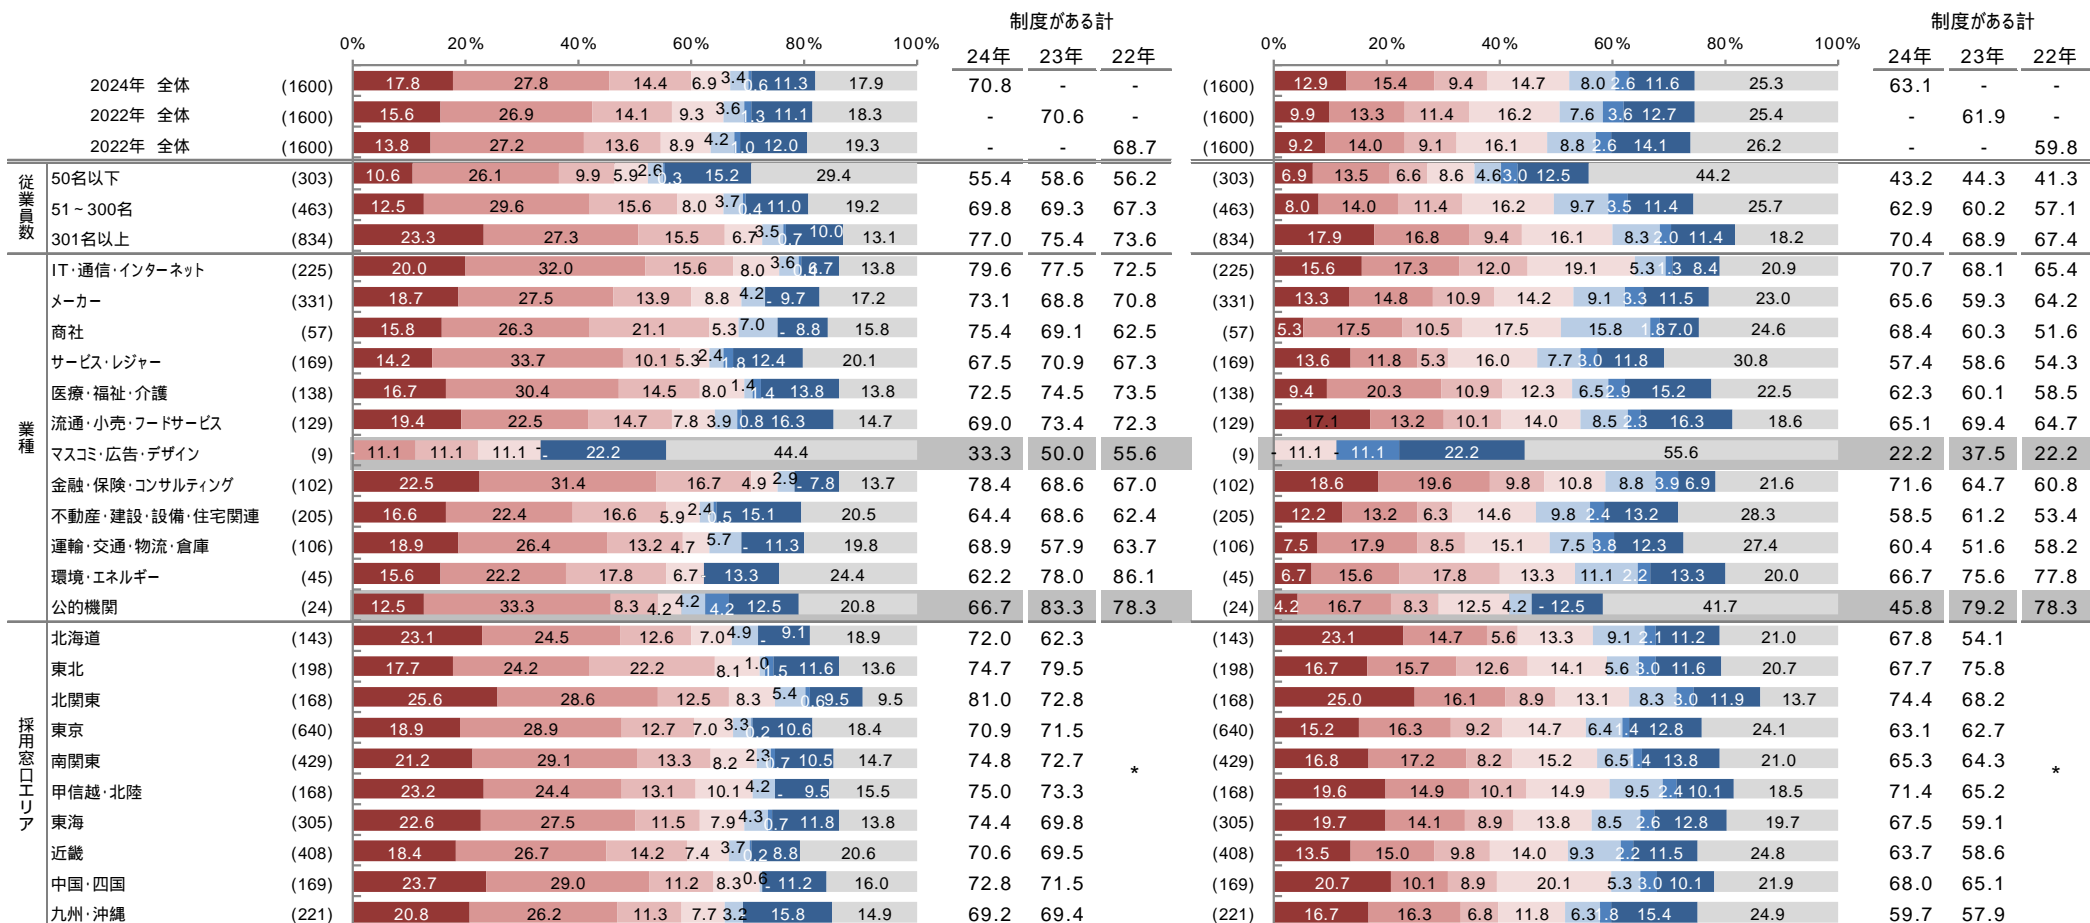 制度がある計 制度がある計
0% 20% 40% 60% 80% 100% 24年 23年 22年 0% 20% 40% 60% 80% 100% 24年 23年 22年
2024年 全体 (1600) 17.8 27.8 14.4 6.9 3.4 0.6 11.3 17.9 70.8 - - (1600) 12.9 15.4 9.4 14.7 8.0 2.6 11.6 25.3 63.1 - -
2022年 全体 (1600) 15.6 26.9 14.1 9.3 3.6 1.3 11.1 18.3 - 70.6 - (1600) 9.9 13.3 11.4 16.2 7.6 3.6 12.7 25.4 - 61.9 -
2022年 全体 (1600) 13.8 27.2 13.6 8.9 4.2 1.0 12.0 19.3 - - 68.7 (1600) 9.2 14.0 9.1 16.1 8.8 2.6 14.1 26.2 - - 59.8
従業員数
50名以下 (303) 10.6 26.1 9.9 5.9 2.6 0.3 15.2 29.4 55.4 58.6 56.2 (303) 6.9 13.5 6.6 8.6 4.6 3.0 12.5 44.2 43.2 44.3 41.3
51~300名 (463) 12.5 29.6 15.6 8.0 3.7 0.4 11.0 19.2 69.8 69.3 67.3 (463) 8.0 14.0 11.4 16.2 9.7 3.5 11.4 25.7 62.9 60.2 57.1
301名以上 (834) 23.3 27.3 15.5 6.7 3.5 0.7 10.0 13.1 77.0 75.4 73.6 (834) 17.9 16.8 9.4 16.1 8.3 2.0 11.4 18.2 70.4 68.9 67.4
業種
IT・通信・インターネット (225) 20.0 32.0 15.6 8.0 3.6 6.7 13.8 79.6 77.5 72.5 (225) 15.6 17.3 12.0 19.1 5.3 1.3 8.4 20.9 70.7 68.1 65.4
メーカー (331) 18.7 27.5 13.9 8.8 4.2 - 9.7 17.2 73.1 68.8 70.8 (331) 13.3 14.8 10.9 14.2 9.1 3.3 11.5 23.0 65.6 59.3 64.2
商社 (57) 15.8 26.3 21.1 5.3 7.0 - 8.8 15.8 75.4 69.1 62.5 (57) 5.3 17.5 10.5 17.5 15.8 1.8 7.0 24.6 68.4 60.3 51.6
サービス・レジャー (169) 14.2 33.7 10.1 5.3 2.4 1.8 12.4 20.1 67.5 70.9 67.3 (169) 13.6 11.8 5.3 16.0 7.7 3.0 11.8 30.8 57.4 58.6 54.3
医療・福祉・介護 (138) 16.7 30.4 14.5 8.0 1.4 1.4 13.8 13.8 72.5 74.5 73.5 (138) 9.4 20.3 10.9 12.3 6.5 2.9 15.2 22.5 62.3 60.1 58.5
流通・小売・フードサービス (129) 19.4 22.5 14.7 7.8 3.9 0.8 16.3 14.7 69.0 73.4 72.3 (129) 17.1 13.2 10.1 14.0 8.5 2.3 16.3 18.6 65.1 69.4 64.7
マスコミ・広告・デザイン (9) - 11.1 11.1 11.1 - - 22.2 44.4 33.3 50.0 55.6 (9) - 11.1 - 11.1 22.2 55.6 22.2 37.5 22.2
金融・保険・コンサルティング (102) 22.5 31.4 16.7 4.9 2.9 - 7.8 13.7 78.4 68.6 67.0 (102) 18.6 19.6 9.8 10.8 8.8 3.9 6.9 21.6 71.6 64.7 60.8
不動産・建設・設備・住宅関連 (205) 16.6 22.4 16.6 5.9 2.4 0.5 15.1 20.5 64.4 68.6 62.4 (205) 12.2 13.2 6.3 14.6 9.8 2.4 13.2 28.3 58.5 61.2 53.4
運輸・交通・物流・倉庫 (106) 18.9 26.4 13.2 4.7 5.7 - 11.3 19.8 68.9 57.9 63.7 (106) 7.5 17.9 8.5 15.1 7.5 3.8 12.3 27.4 60.4 51.6 58.2
環境・エネルギー (45) 15.6 22.2 17.8 6.7 - 13.3 24.4 62.2 78.0 86.1 (45) 6.7 15.6 17.8 13.3 11.1 2.2 13.3 20.0 66.7 75.6 77.8
公的機関 (24) 12.5 33.3 8.3 4.2 4.2 4.2 12.5 20.8 66.7 83.3 78.3 (24) 4.2 16.7 8.3 12.5 4.2 - 12.5 41.7 45.8 79.2 78.3
採用窓口エリア
北海道 (143) 23.1 24.5 12.6 7.0 4.9 - 9.1 18.9 72.0 62.3 (143) 23.1 14.7 5.6 13.3 9.1 2.1 11.2 21.0 67.8 54.1
東北 (198) 17.7 24.2 22.2 8.1 1.0 1.5 11.6 13.6 74.7 79.5 (198) 16.7 15.7 12.6 14.1 5.6 3.0 11.6 20.7 67.7 75.8
北関東 (168) 25.6 28.6 12.5 8.3 5.4 0.6 9.5 9.5 81.0 72.8 (168) 25.0 16.1 8.9 13.1 8.3 3.0 11.9 13.7 74.4 68.2
東京 (640) 18.9 28.9 12.7 7.0 3.3 0.2 10.6 18.4 70.9 71.5 (640) 15.2 16.3 9.2 14.7 6.4 1.4 12.8 24.1 63.1 62.7
南関東 (429) 21.2 29.1 13.3 8.2 2.3 0.7 10.5 14.7 74.8 72.7 * (429) 16.8 17.2 8.2 15.2 6.5 1.4 13.8 21.0 65.3 64.3 *
甲信越・北陸 (168) 23.2 24.4 13.1 10.1 4.2 - 9.5 15.5 75.0 73.3 (168) 19.6 14.9 10.1 14.9 9.5 2.4 10.1 18.5 71.4 65.2
東海 (305) 22.6 27.5 11.5 7.9 4.3 0.7 11.8 13.8 74.4 69.8 (305) 19.7 14.1 8.9 13.8 8.5 2.6 12.8 19.7 67.5 59.1
近畿 (408) 18.4 26.7 14.2 7.4 3.7 0.2 8.8 20.6 70.6 69.5 (408) 13.5 15.0 9.8 14.0 9.3 2.2 11.5 24.8 63.7 58.6
中国・四国 (169) 23.7 29.0 11.2 8.3 0.6 - 11.2 16.0 72.8 71.5 (169) 20.7 10.1 8.9 20.1 5.3 3.0 10.1 21.9 68.0 65.1
九州・沖縄 (221) 20.8 26.2 11.3 7.7 3.2 15.8 14.9 69.2 69.4 (221) 16.7 16.3 6.8 11.8 6.3 1.8 15.4 24.9 59.7 57.9